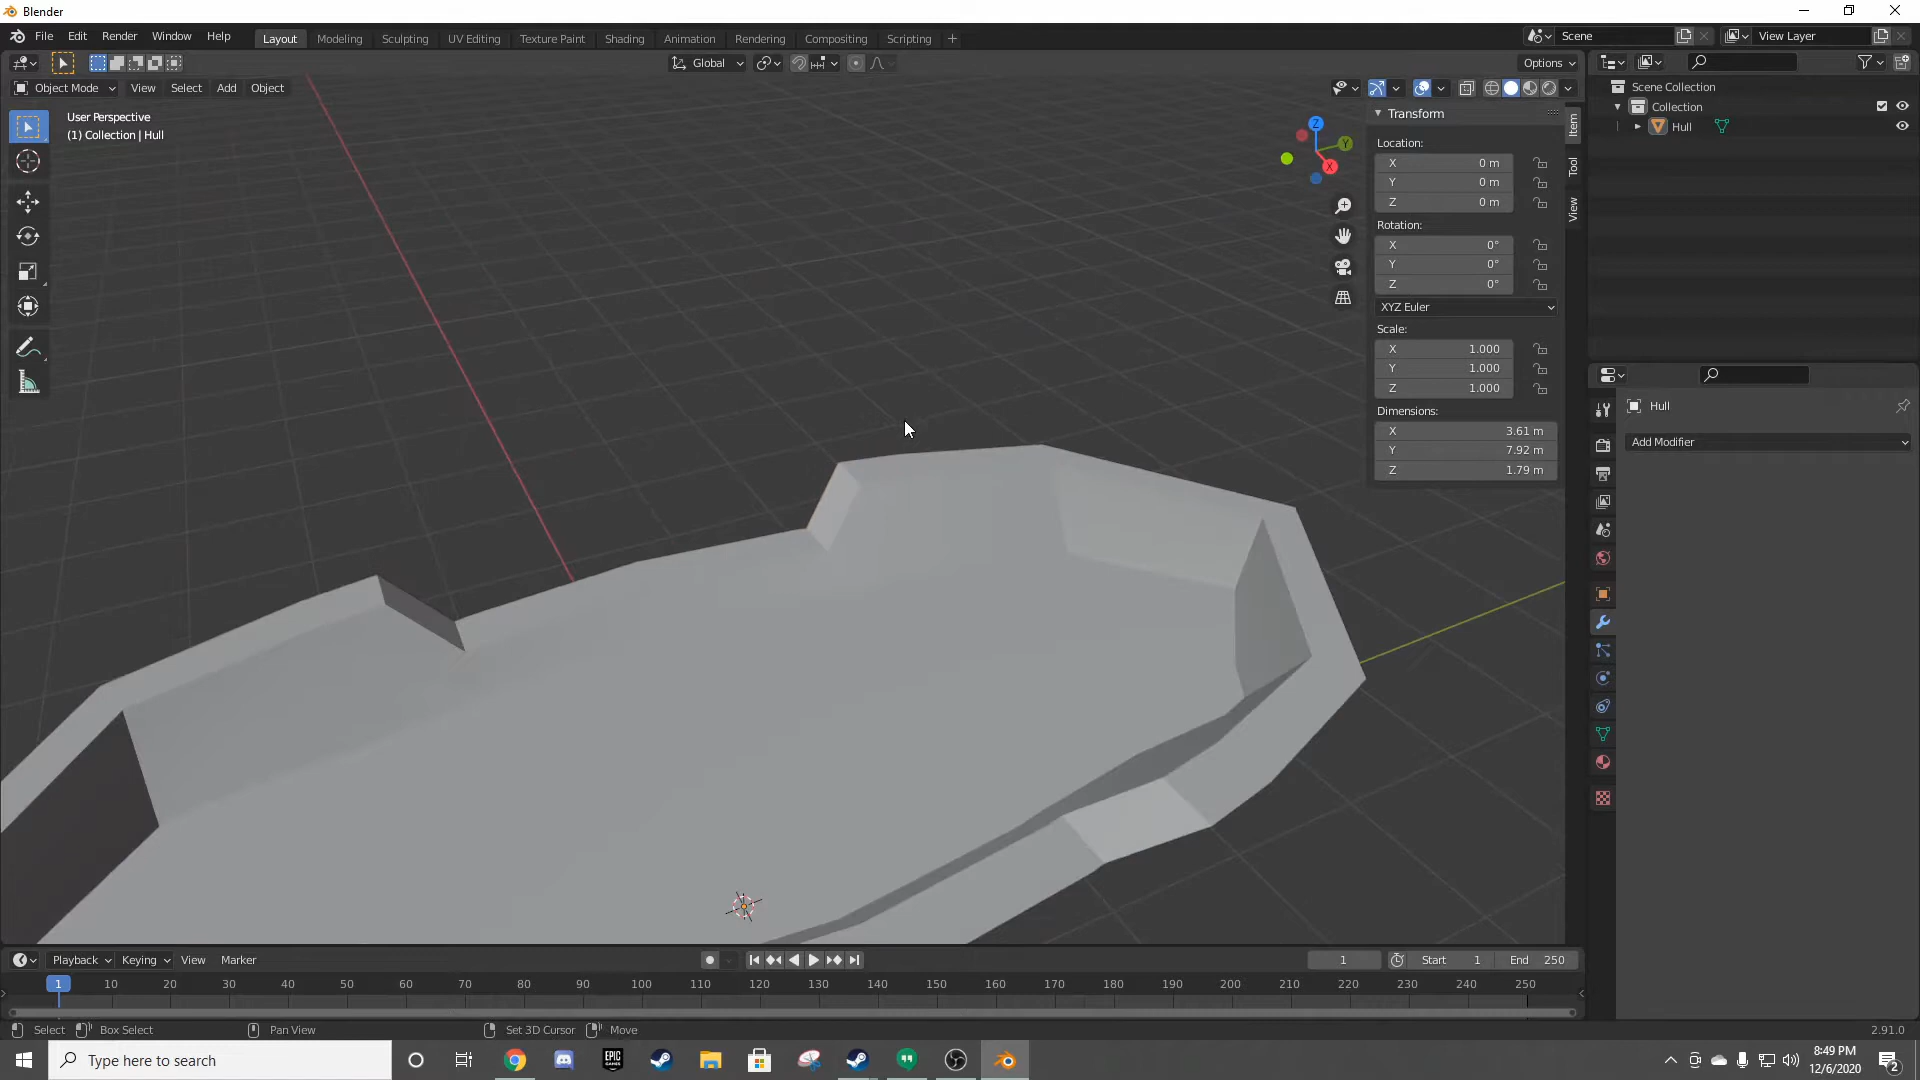 Blender
File Edit Render Window Help
Layout Modeling Sculpting UV Editing Texture Paint Shading Animation Rendering Compositing Scripting +
Scene
View Layer
Global
Options
Object Mode View Select Add Object
User Perspective
(1) Collection | Hull
Z
Y
X
Transform
Location:
X 0 m
Y 0 m
Z 0 m
Rotation:
X 0°
Y 0°
Z 0°
XYZ Euler
Scale:
X 1.000
Y 1.000
Z 1.000
Dimensions:
X 3.61 m
Y 7.92 m
Z 1.79 m
Item
Tool
View
Scene Collection
Collection
Hull
Hull
Add Modifier
Playback Keying View Marker
1 Start 1 End 250
1 10 20 30 40 50 60 70 80 90 100 110 120 130 140 150 160 170 180 190 200 210 220 230 240 250
Select Box Select Pan View Set 3D Cursor Move
2.91.0
Type here to search
EPIC GAMES
8:49 PM
12/6/2020
2